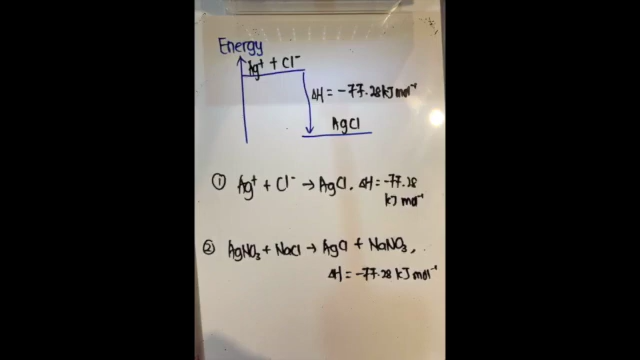 Energy
Ag⁺ + Cl⁻
ΔH = -77.28 kJ mol⁻¹
AgCl
① Ag⁺ + Cl⁻ → AgCl, ΔH = -77.28
kJ mol⁻¹
② AgNO₃ + NaCl → AgCl + NaNO₃,
ΔH = -77.28 kJ mol⁻¹